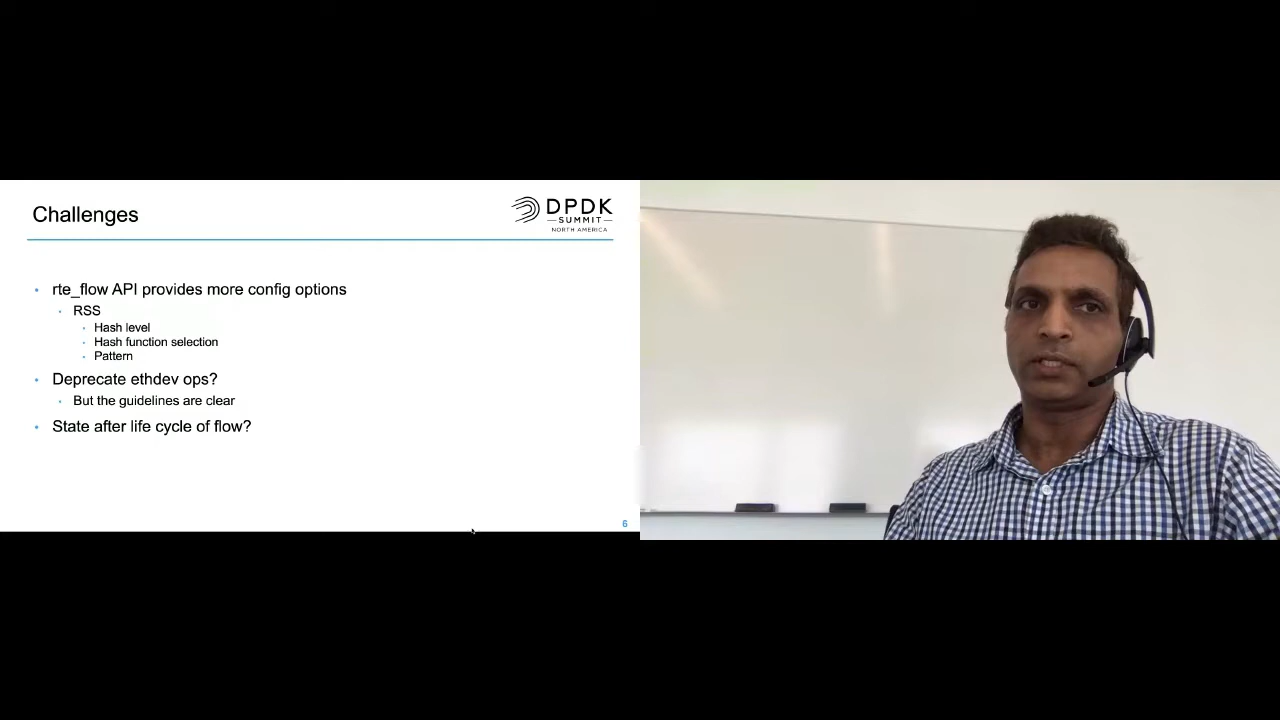 Challenges
DPDK
SUMMIT
NORTH AMERICA
rte_flow API provides more config options
RSS
Hash level
Hash function selection
Pattern
Deprecate ethdev ops?
But the guidelines are clear
State after life cycle of flow?
6